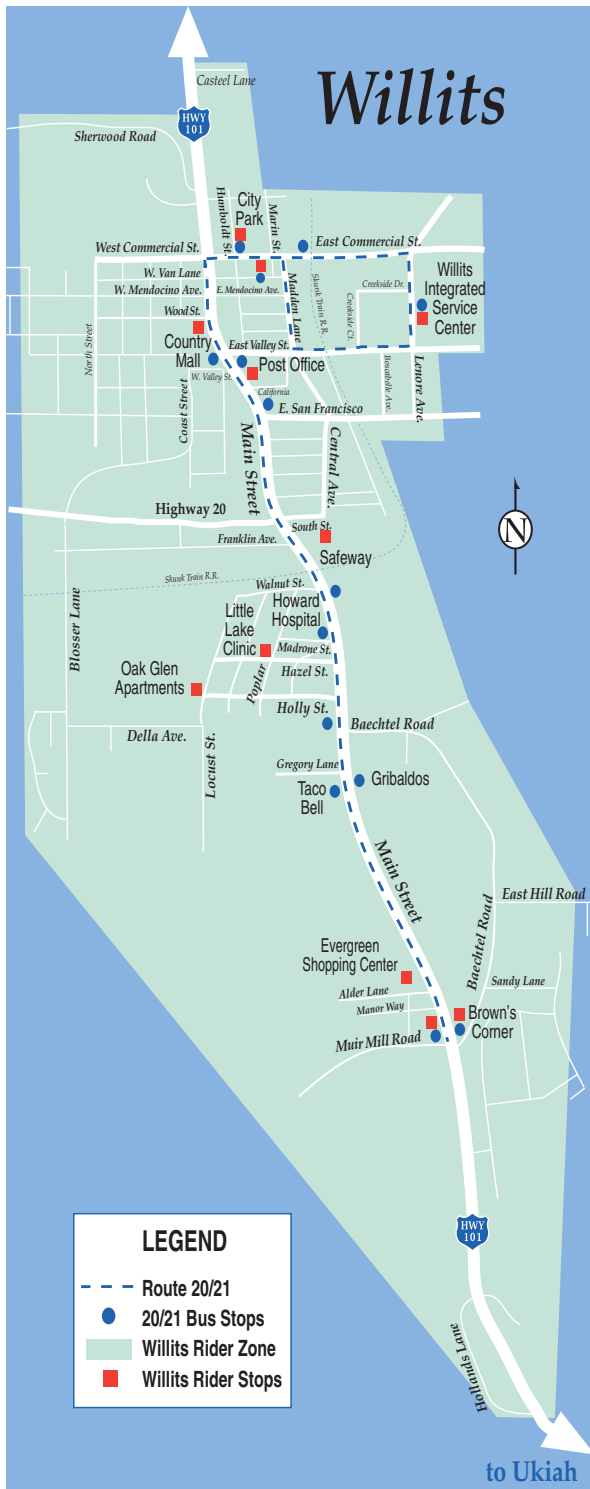 Willits
Casteel Lane
HWY
101
Sherwood Road
City
Park
Humboldt St.
Marin St.
West Commercial St.
East Commercial St.
W. Van Lane
W. Mendocino Ave.
E. Mendocino Ave.
Madden Lane
Skunk Train R.R.
Creekside Dr.
Creekside Ct.
Willits
Integrated
Service
Center
Wood St.
North Street
Country
Mall
East Valley St.
Post Office
W. Valley St.
Boscabelle Ave.
Lenore Ave.
California
E. San Francisco
Coast Street
Main Street
Central Ave.
Highway 20
South St.
Franklin Ave.
Safeway
N
Skunk Train R.R.
Walnut St.
Howard
Hospital
Little
Lake
Clinic
Blosser Lane
Madrone St.
Hazel St.
Poplar
Oak Glen
Apartments
Holly St.
Baechtel Road
Della Ave.
Locust St.
Gregory Lane
Gribaldos
Taco
Bell
Main Street
East Hill Road
Baechtel Road
Evergreen
Shopping Center
Sandy Lane
Alder Lane
Manor Way
Brown's
Corner
Muir Mill Road
HWY
101
LEGEND
Route 20/21
20/21 Bus Stops
Willits Rider Zone
Willits Rider Stops
Hollands Lane
to Ukiah